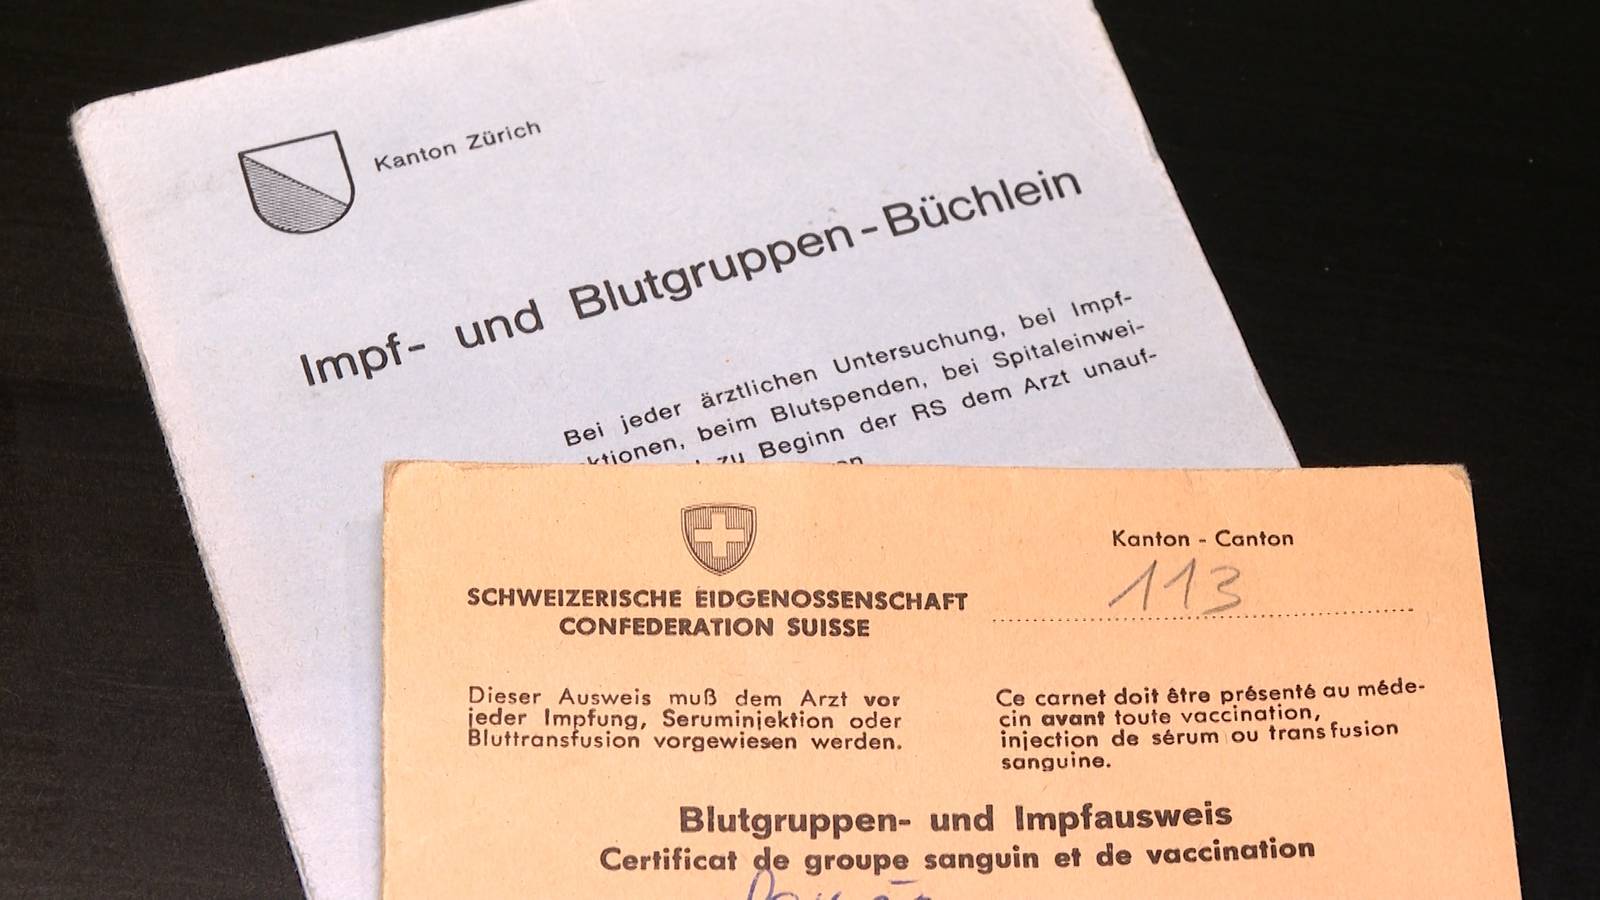 Kanton Zürich
Impf- und Blutgruppen-Büchlein
Bei jeder ärztlichen Untersuchung, bei Impf-
ktionen, beim Blutspenden, bei Spitaleinwei-
zu Beginn der RS dem Arzt unauf-
SCHWEIZERISCHE EIDGENOSSENSCHAFT
CONFEDERATION SUISSE
Kanton - Canton
113
Dieser Ausweis muß dem Arzt vor
jeder Impfung, Seruminjektion oder
Bluttransfusion vorgewiesen werden.
Ce carnet doit être présenté au méde-
cin avant toute vaccination,
injection de sérum ou transfusion
sanguine.
Blutgruppen- und Impfausweis
Certificat de groupe sanguin et de vaccination